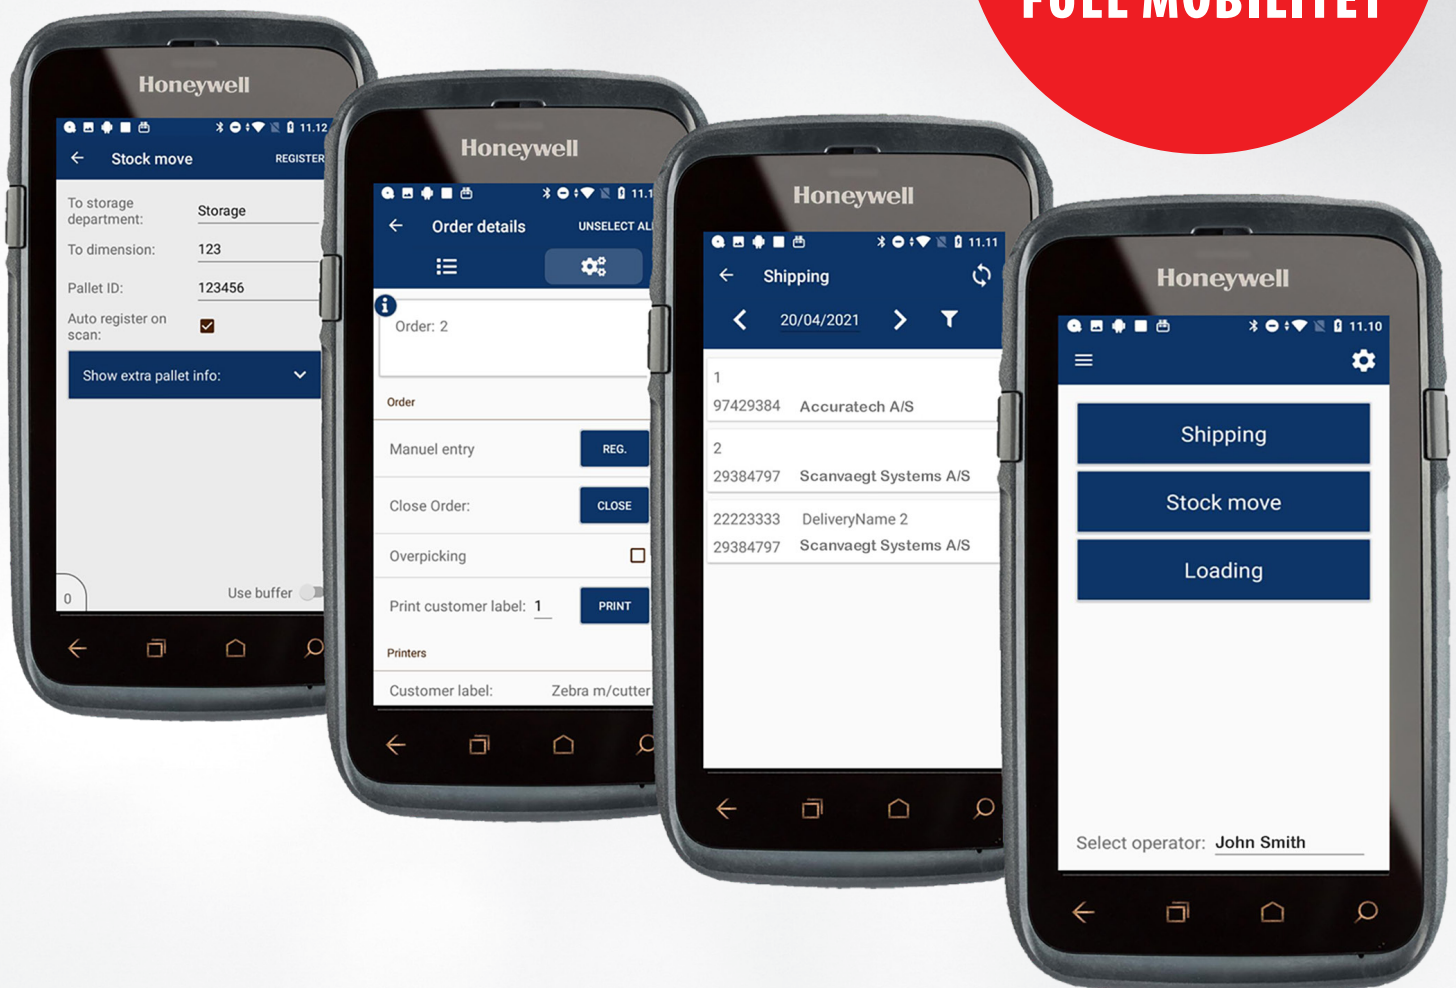 FULL MOBILITET
Honeywell
11.12
Stock move
REGISTER
To storage
department:
Storage
To dimension:
123
Pallet ID:
123456
Auto register on
scan:
Show extra pallet info:
0
Use buffer
Honeywell
11.1
Order details
UNSELECT ALL
Order: 2
Order
Manuel entry
REG.
Close Order:
CLOSE
Overpicking
Print customer label: 1
PRINT
Printers
Customer label:
Zebra m/cutter
Honeywell
11.11
Shipping
20/04/2021
1
97429384 Accuratech A/S
2
29384797 Scanvaegt Systems A/S
22223333 DeliveryName 2
29384797 Scanvaegt Systems A/S
Honeywell
11.10
Shipping
Stock move
Loading
Select operator: John Smith